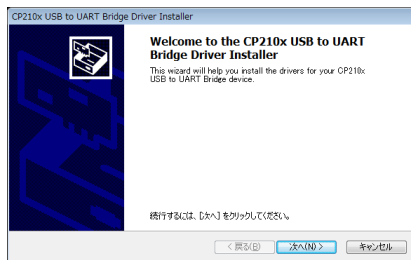 CP210x USB to UART Bridge Driver Installer
Welcome to the CP210x USB to UART
Bridge Driver Installer
This wizard will help you install the drivers for your CP210x
USB to UART Bridge device.
続行するには、[次へ] をクリックしてください。
< 戻る(B)
次へ(N) >
キャンセル